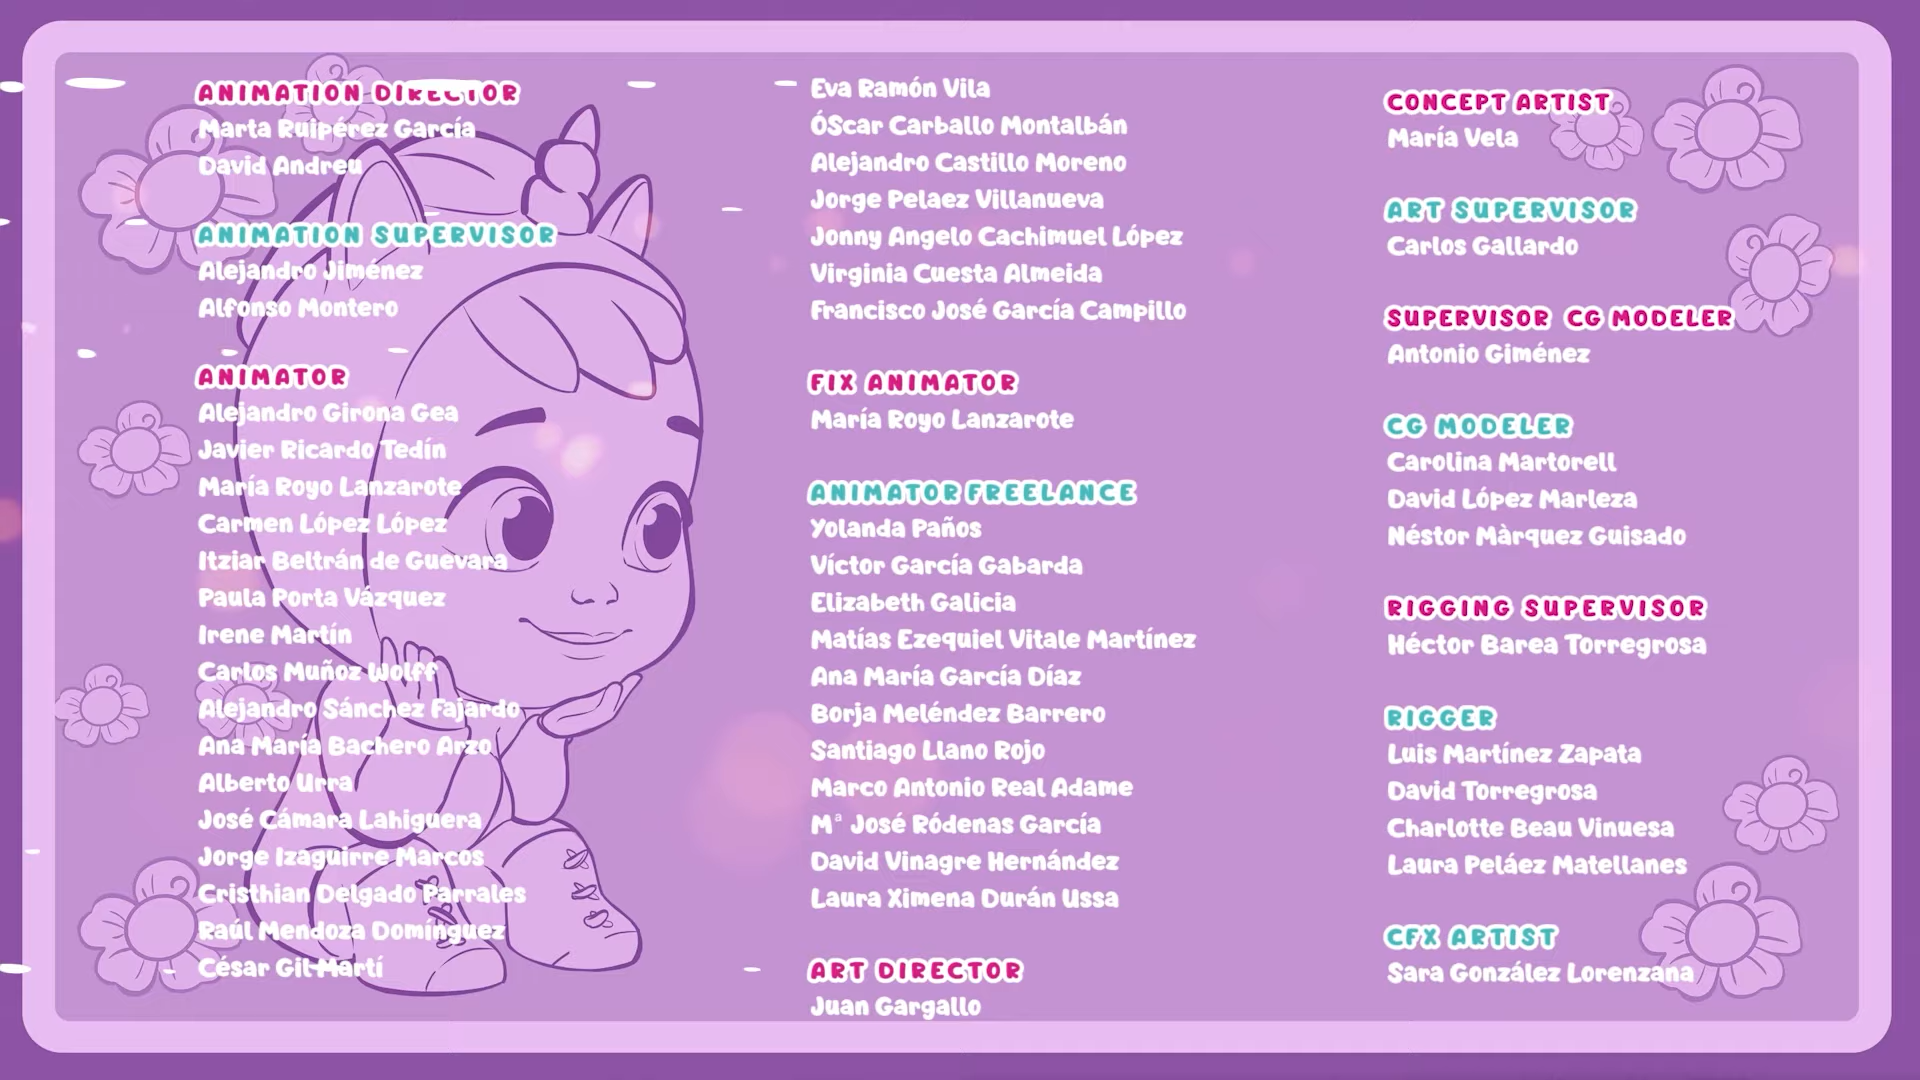 ANIMATION DIRECTOR
Marta Ruipérez García
David Andreu
ANIMATION SUPERVISOR
Alejandro Jiménez
Alfonso Montero
ANIMATOR
Alejandro Girona Gea
Javier Ricardo Tedín
María Royo Lanzarote
Carmen López López
Itziar Beltrán de Guevara
Paula Porta Vázquez
Irene Martín
Carlos Muñoz Wolff
Alejandro Sánchez Fajardo
Ana María Bachero Arzo
Alberto Urra
José Cámara Lahiguera
Jorge Izaguirre Marcos
Cristhian Delgado Parrales
Raúl Mendoza Domínguez
César Gil Martí
Eva Ramón Vila
ÓScar Carballo Montalbán
Alejandro Castillo Moreno
Jorge Pelaez Villanueva
Jonny Angelo Cachimuel López
Virginia Cuesta Almeida
Francisco José García Campillo
FIX ANIMATOR
María Royo Lanzarote
ANIMATOR FREELANCE
Yolanda Paños
Víctor García Gabarda
Elizabeth Galicia
Matías Ezequiel Vitale Martínez
Ana María García Díaz
Borja Meléndez Barrero
Santiago Llano Rojo
Marco Antonio Real Adame
Mª José Ródenas García
David Vinagre Hernández
Laura Ximena Durán Ussa
ART DIRECTOR
Juan Gargallo
CONCEPT ARTIST
María Vela
ART SUPERVISOR
Carlos Gallardo
SUPERVISOR CG MODELER
Antonio Giménez
CG MODELER
Carolina Martorell
David López Marleza
Néstor Màrquez Guisado
RIGGING SUPERVISOR
Héctor Barea Torregrosa
RIGGER
Luis Martínez Zapata
David Torregrosa
Charlotte Beau Vinuesa
Laura Peláez Matellanes
CFX ARTIST
Sara González Lorenzana